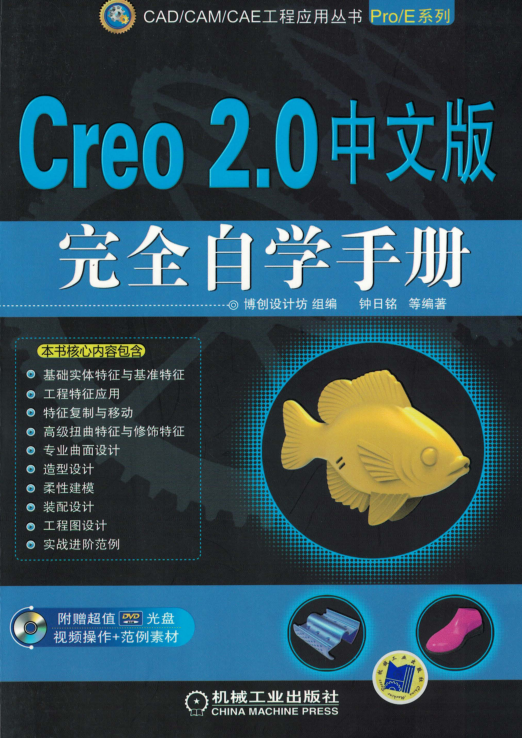 CAD/CAM/CAE工程应用丛书 Pro/E系列
Creo 2.0中文版
完全自学手册
博创设计坊 组编 钟日铭 等编著
本书核心内容包含
基础实体特征与基准特征
工程特征应用
特征复制与移动
高级扭曲特征与修饰特征
专业曲面设计
造型设计
柔性建模
装配设计
工程图设计
实战进阶范例
附赠超值 DVD 光盘
视频操作+范例素材
机械工业出版社
CHINA MACHINE PRESS